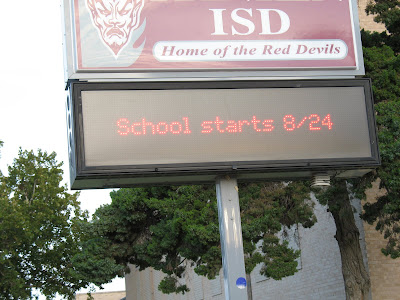 ISD
Home of the Red Devils
School starts 8/24